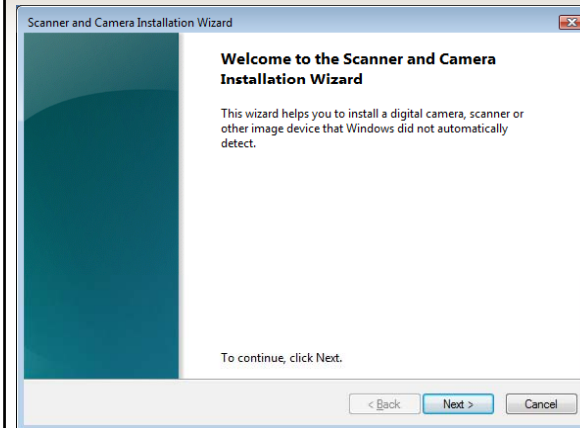 Scanner and Camera Installation Wizard
Welcome to the Scanner and Camera
Installation Wizard
This wizard helps you to install a digital camera, scanner or
other image device that Windows did not automatically
detect.
To continue, click Next.
< Back Next > Cancel